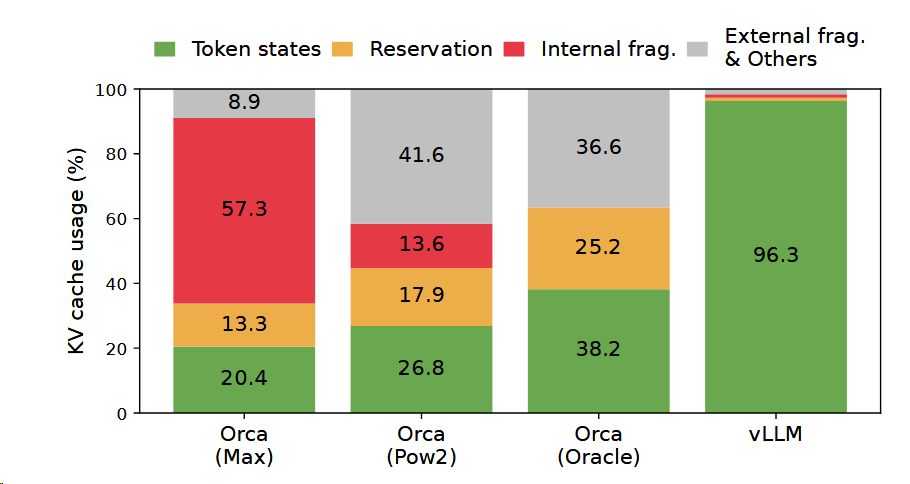 Token states Reservation Internal frag. External frag.
& Others
KV cache usage (%)
100
80
60
40
20
0
8.9
57.3
13.3
20.4
41.6
13.6
17.9
26.8
36.6
25.2
38.2
96.3
Orca
(Max)
Orca
(Pow2)
Orca
(Oracle)
vLLM